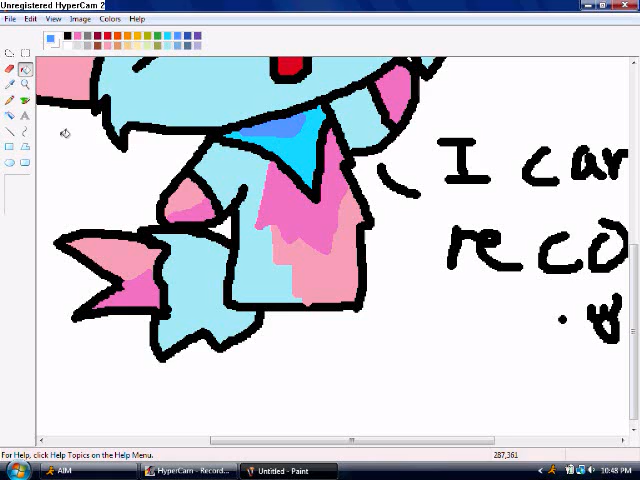 Unregistered HyperCam 2
File Edit View Image Colors Help
I car
reco
For Help, click Help Topics on the Help Menu.
287,361
AIM
HyperCam - Record...
Untitled - Paint
10:48 PM